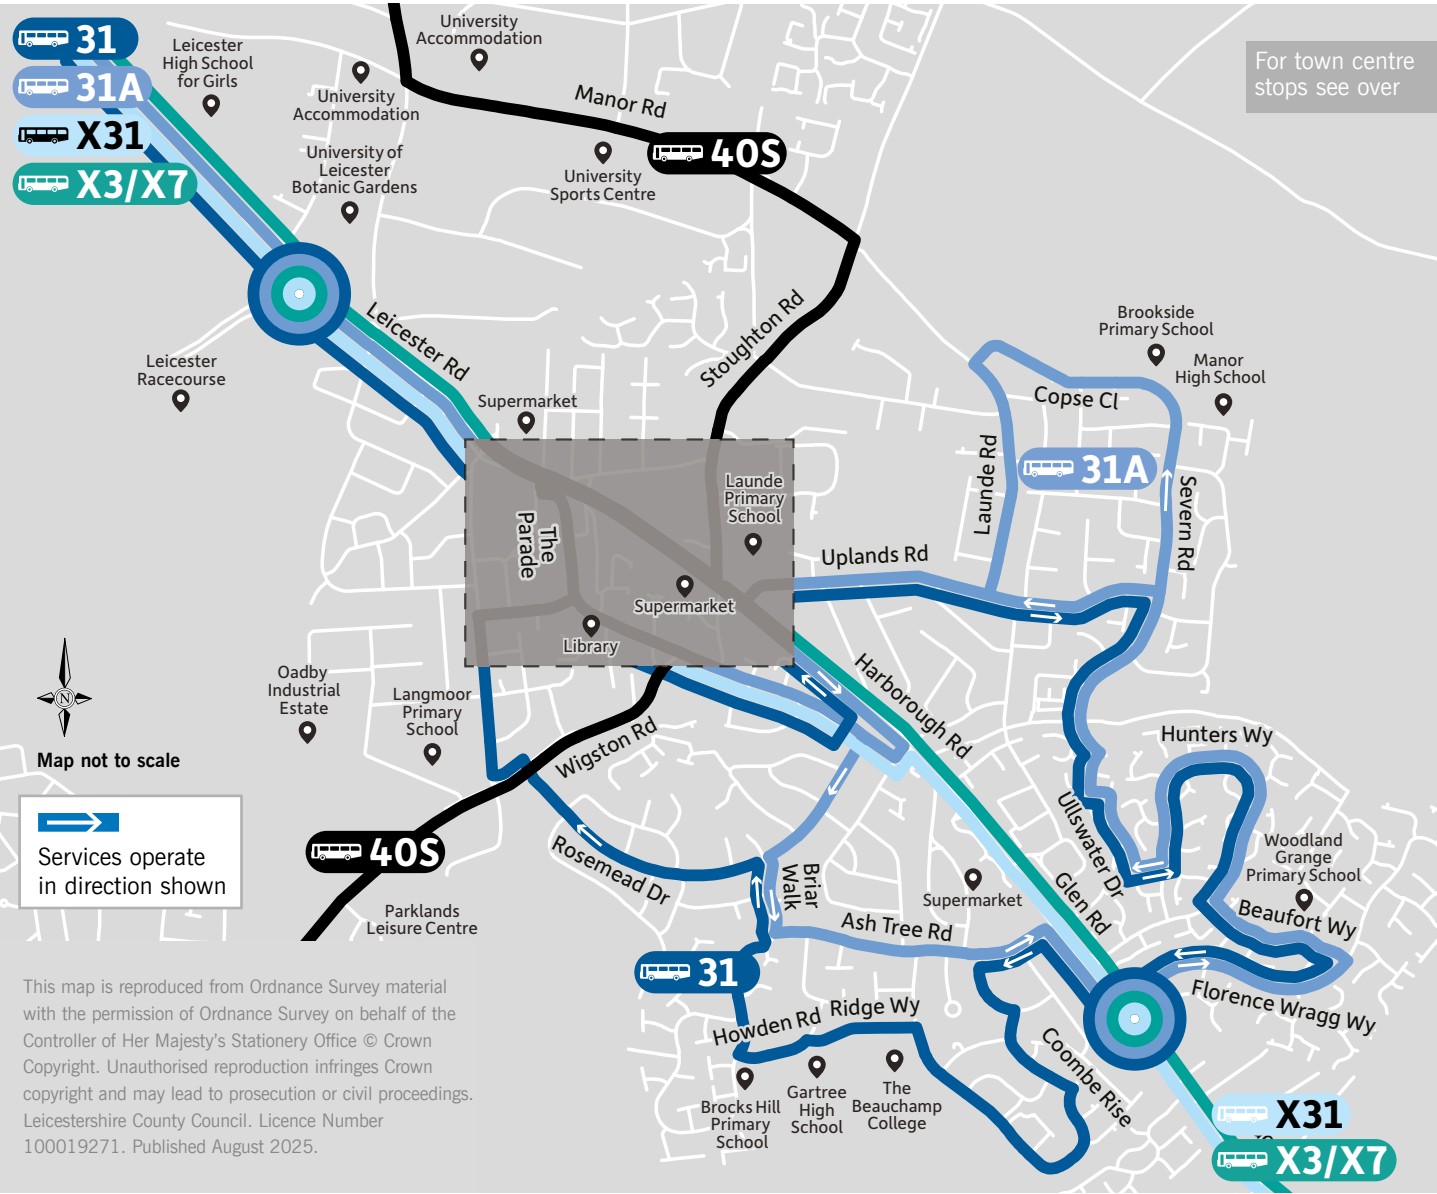 31
31A
X31
X3/X7
Leicester
High School
for Girls
University
Accommodation
University
Accommodation
Manor Rd
40S
For town centre
stops see over
University of
Leicester
Botanic Gardens
University
Sports Centre
Leicester Rd
Stoughton Rd
Leicester
Racecourse
Supermarket
Brookside
Primary School
Manor
High School
Copse Cl
31A
Launde Rd
Severn Rd
Launde
Primary
School
The
Parade
Uplands Rd
Supermarket
Library
Oadby
Industrial
Estate
Langmoor
Primary
School
N
Map not to scale
Wigston Rd
Harborough Rd
Hunters Wy
Services operate
in direction shown
40S
Rosemead Dr
Ullswater Dr
Woodland
Grange
Primary School
Briar
Walk
Supermarket
Glen Rd
Beaufort Wy
Parklands
Leisure Centre
Ash Tree Rd
31
Florence Wragg Wy
Howden Rd
Ridge Wy
Coombe Rise
Brocks Hill
Primary
School
Gartree
High
School
The
Beauchamp
College
X31
X3/X7
This map is reproduced from Ordnance Survey material
with the permission of Ordnance Survey on behalf of the
Controller of Her Majesty's Stationery Office © Crown
Copyright. Unauthorised reproduction infringes Crown
copyright and may lead to prosecution or civil proceedings.
Leicestershire County Council. Licence Number
100019271. Published August 2025.